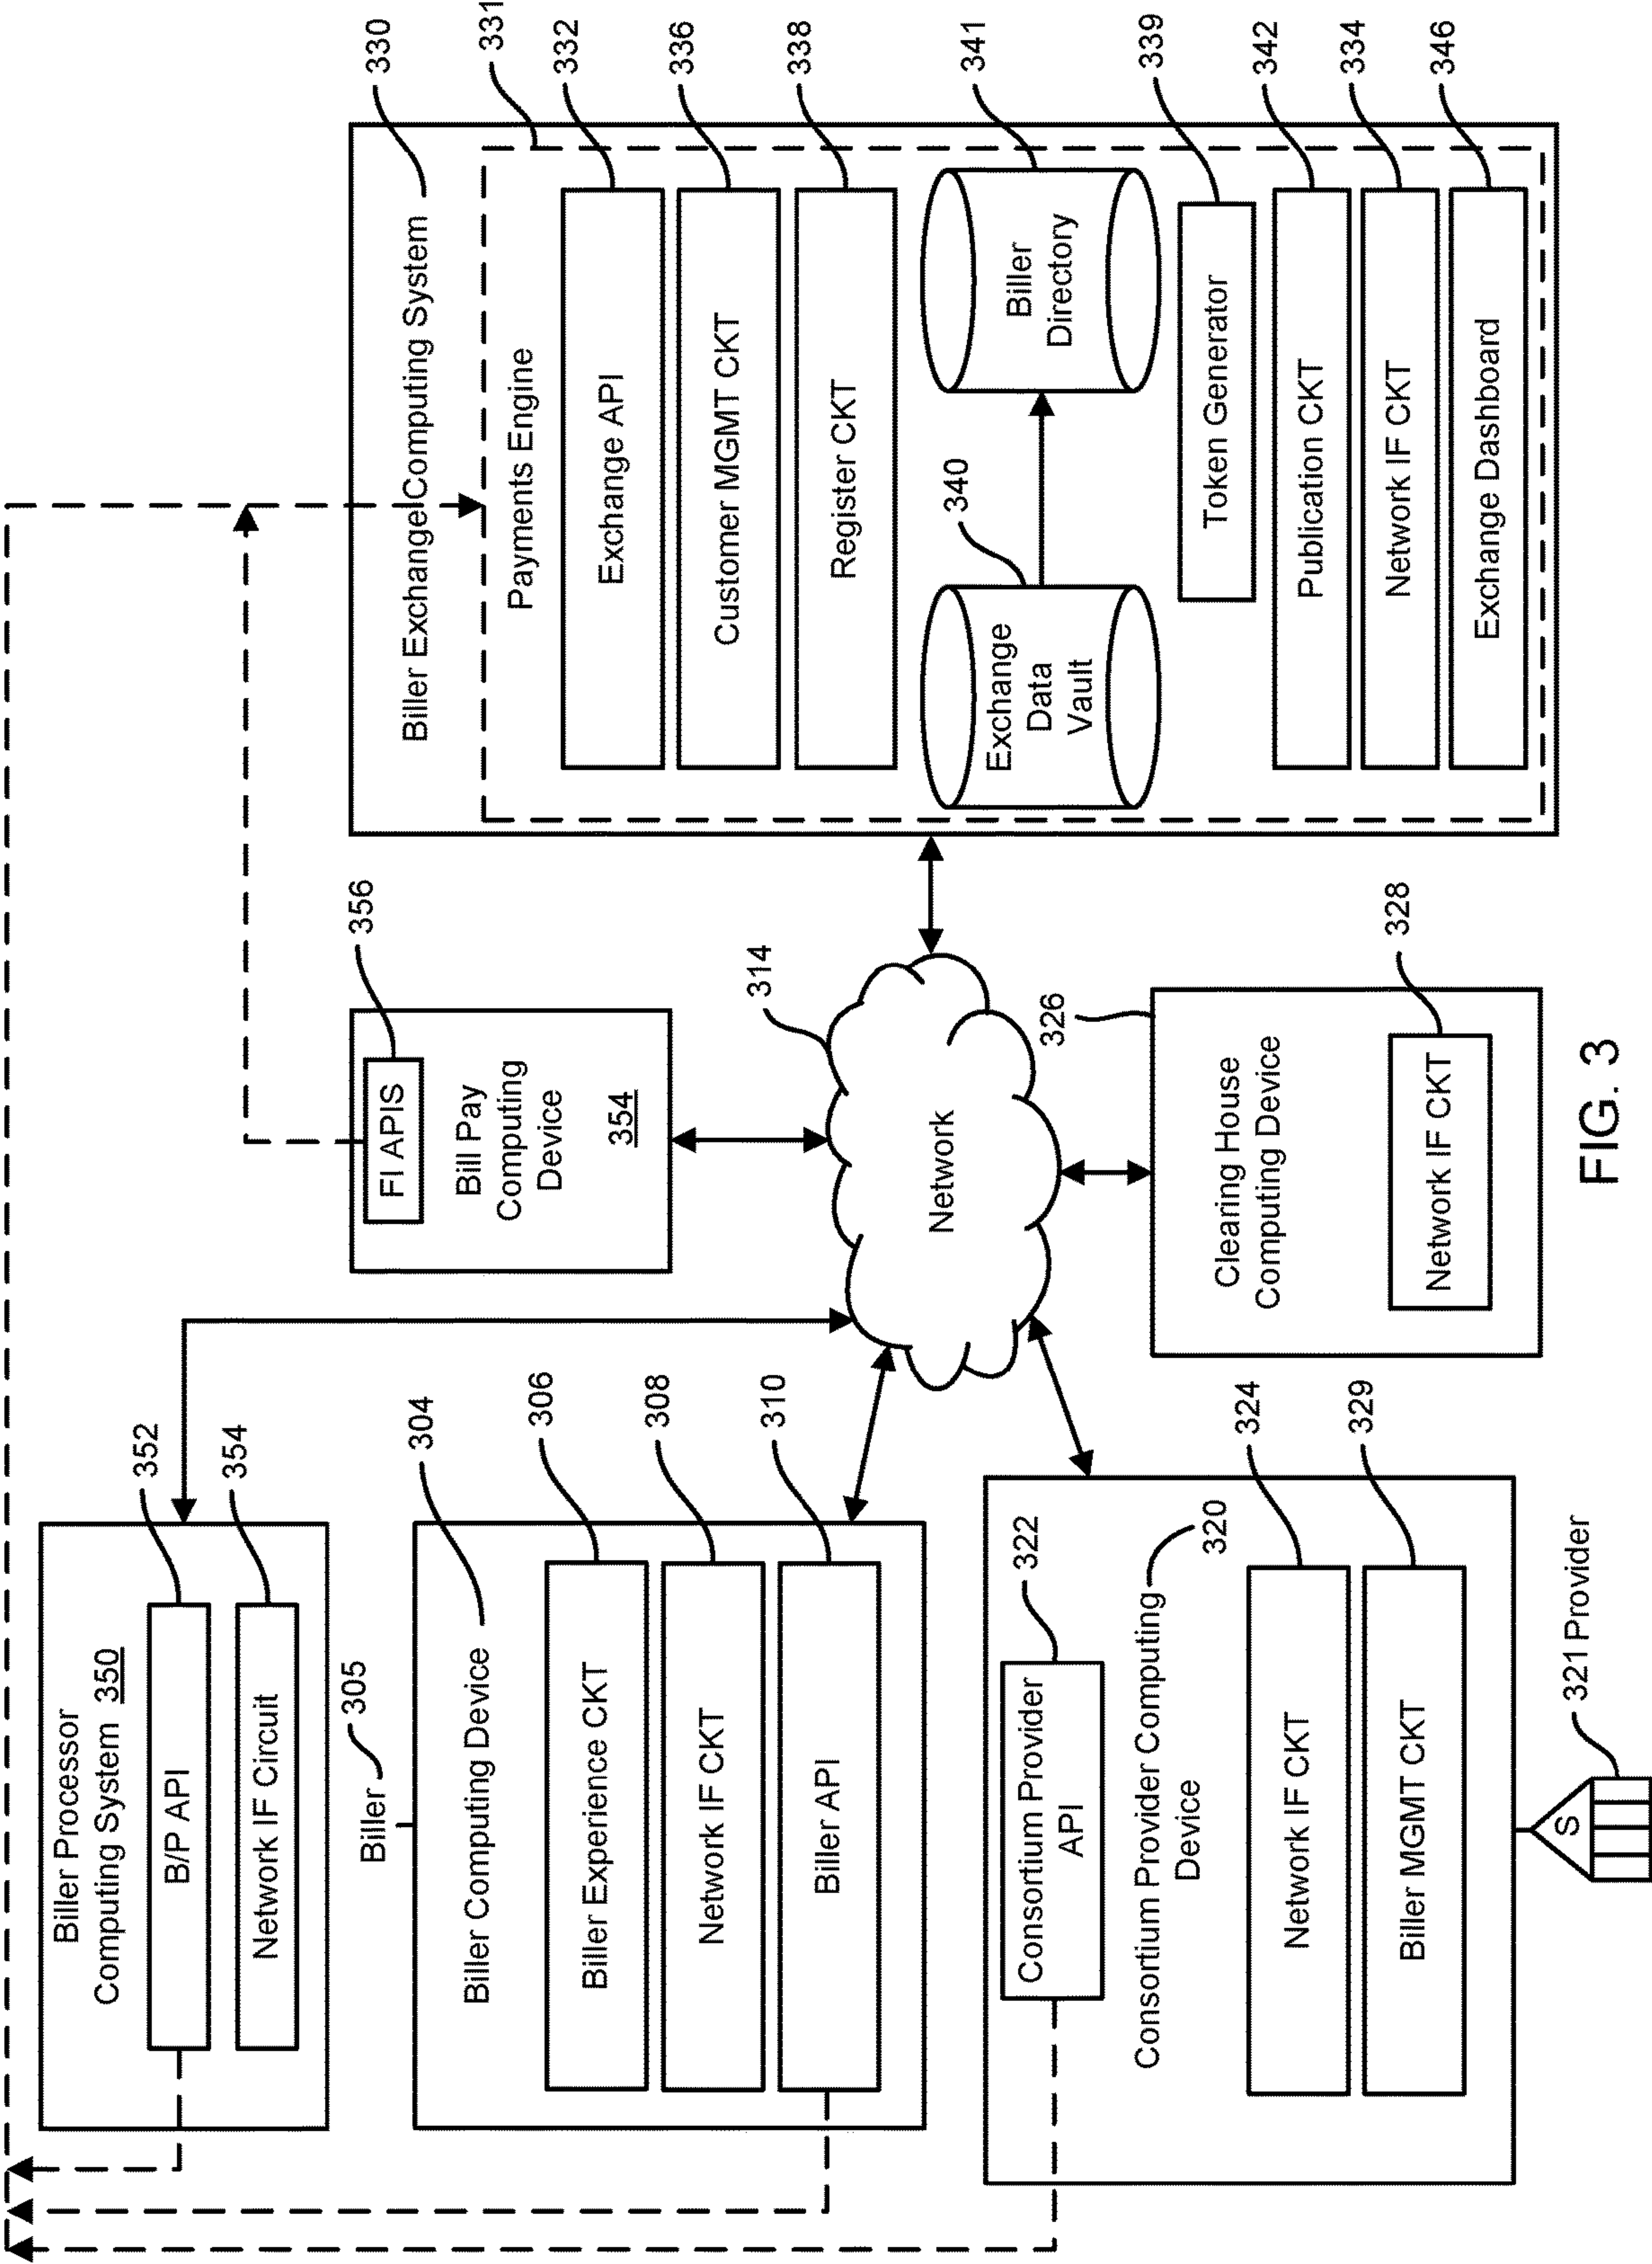 Biller Processor
Computing System 350
B/P API
352
Network IF Circuit
354
Biller
305
Biller Computing Device
304
Biller Experience CKT
306
Network IF CKT
308
Biller API
310
Consortium Provider
API
322
Consortium Provider Computing
Device
320
Network IF CKT
324
Biller MGMT CKT
329
S
321 Provider
FI APIS
356
Bill Pay
Computing
Device
354
Network
314
Clearing House
Computing Device
326
Network IF CKT
328
Biller Exchange Computing System
330
Payments Engine
331
Exchange API
332
Customer MGMT CKT
336
Register CKT
338
Exchange
Data
Vault
340
Biller
Directory
341
Token Generator
339
Publication CKT
342
Network IF CKT
334
Exchange Dashboard
346
FIG. 3